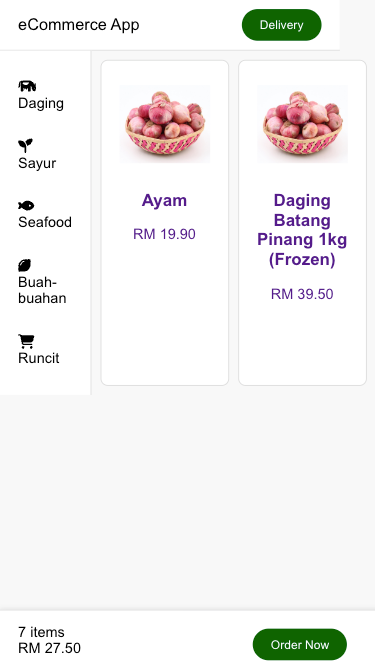 eCommerce App
Delivery
Daging
Sayur
Seafood
Buah-
buahan
Runcit
Ayam
RM 19.90
Daging
Batang
Pinang 1kg
(Frozen)
RM 39.50
7 items
RM 27.50
Order Now